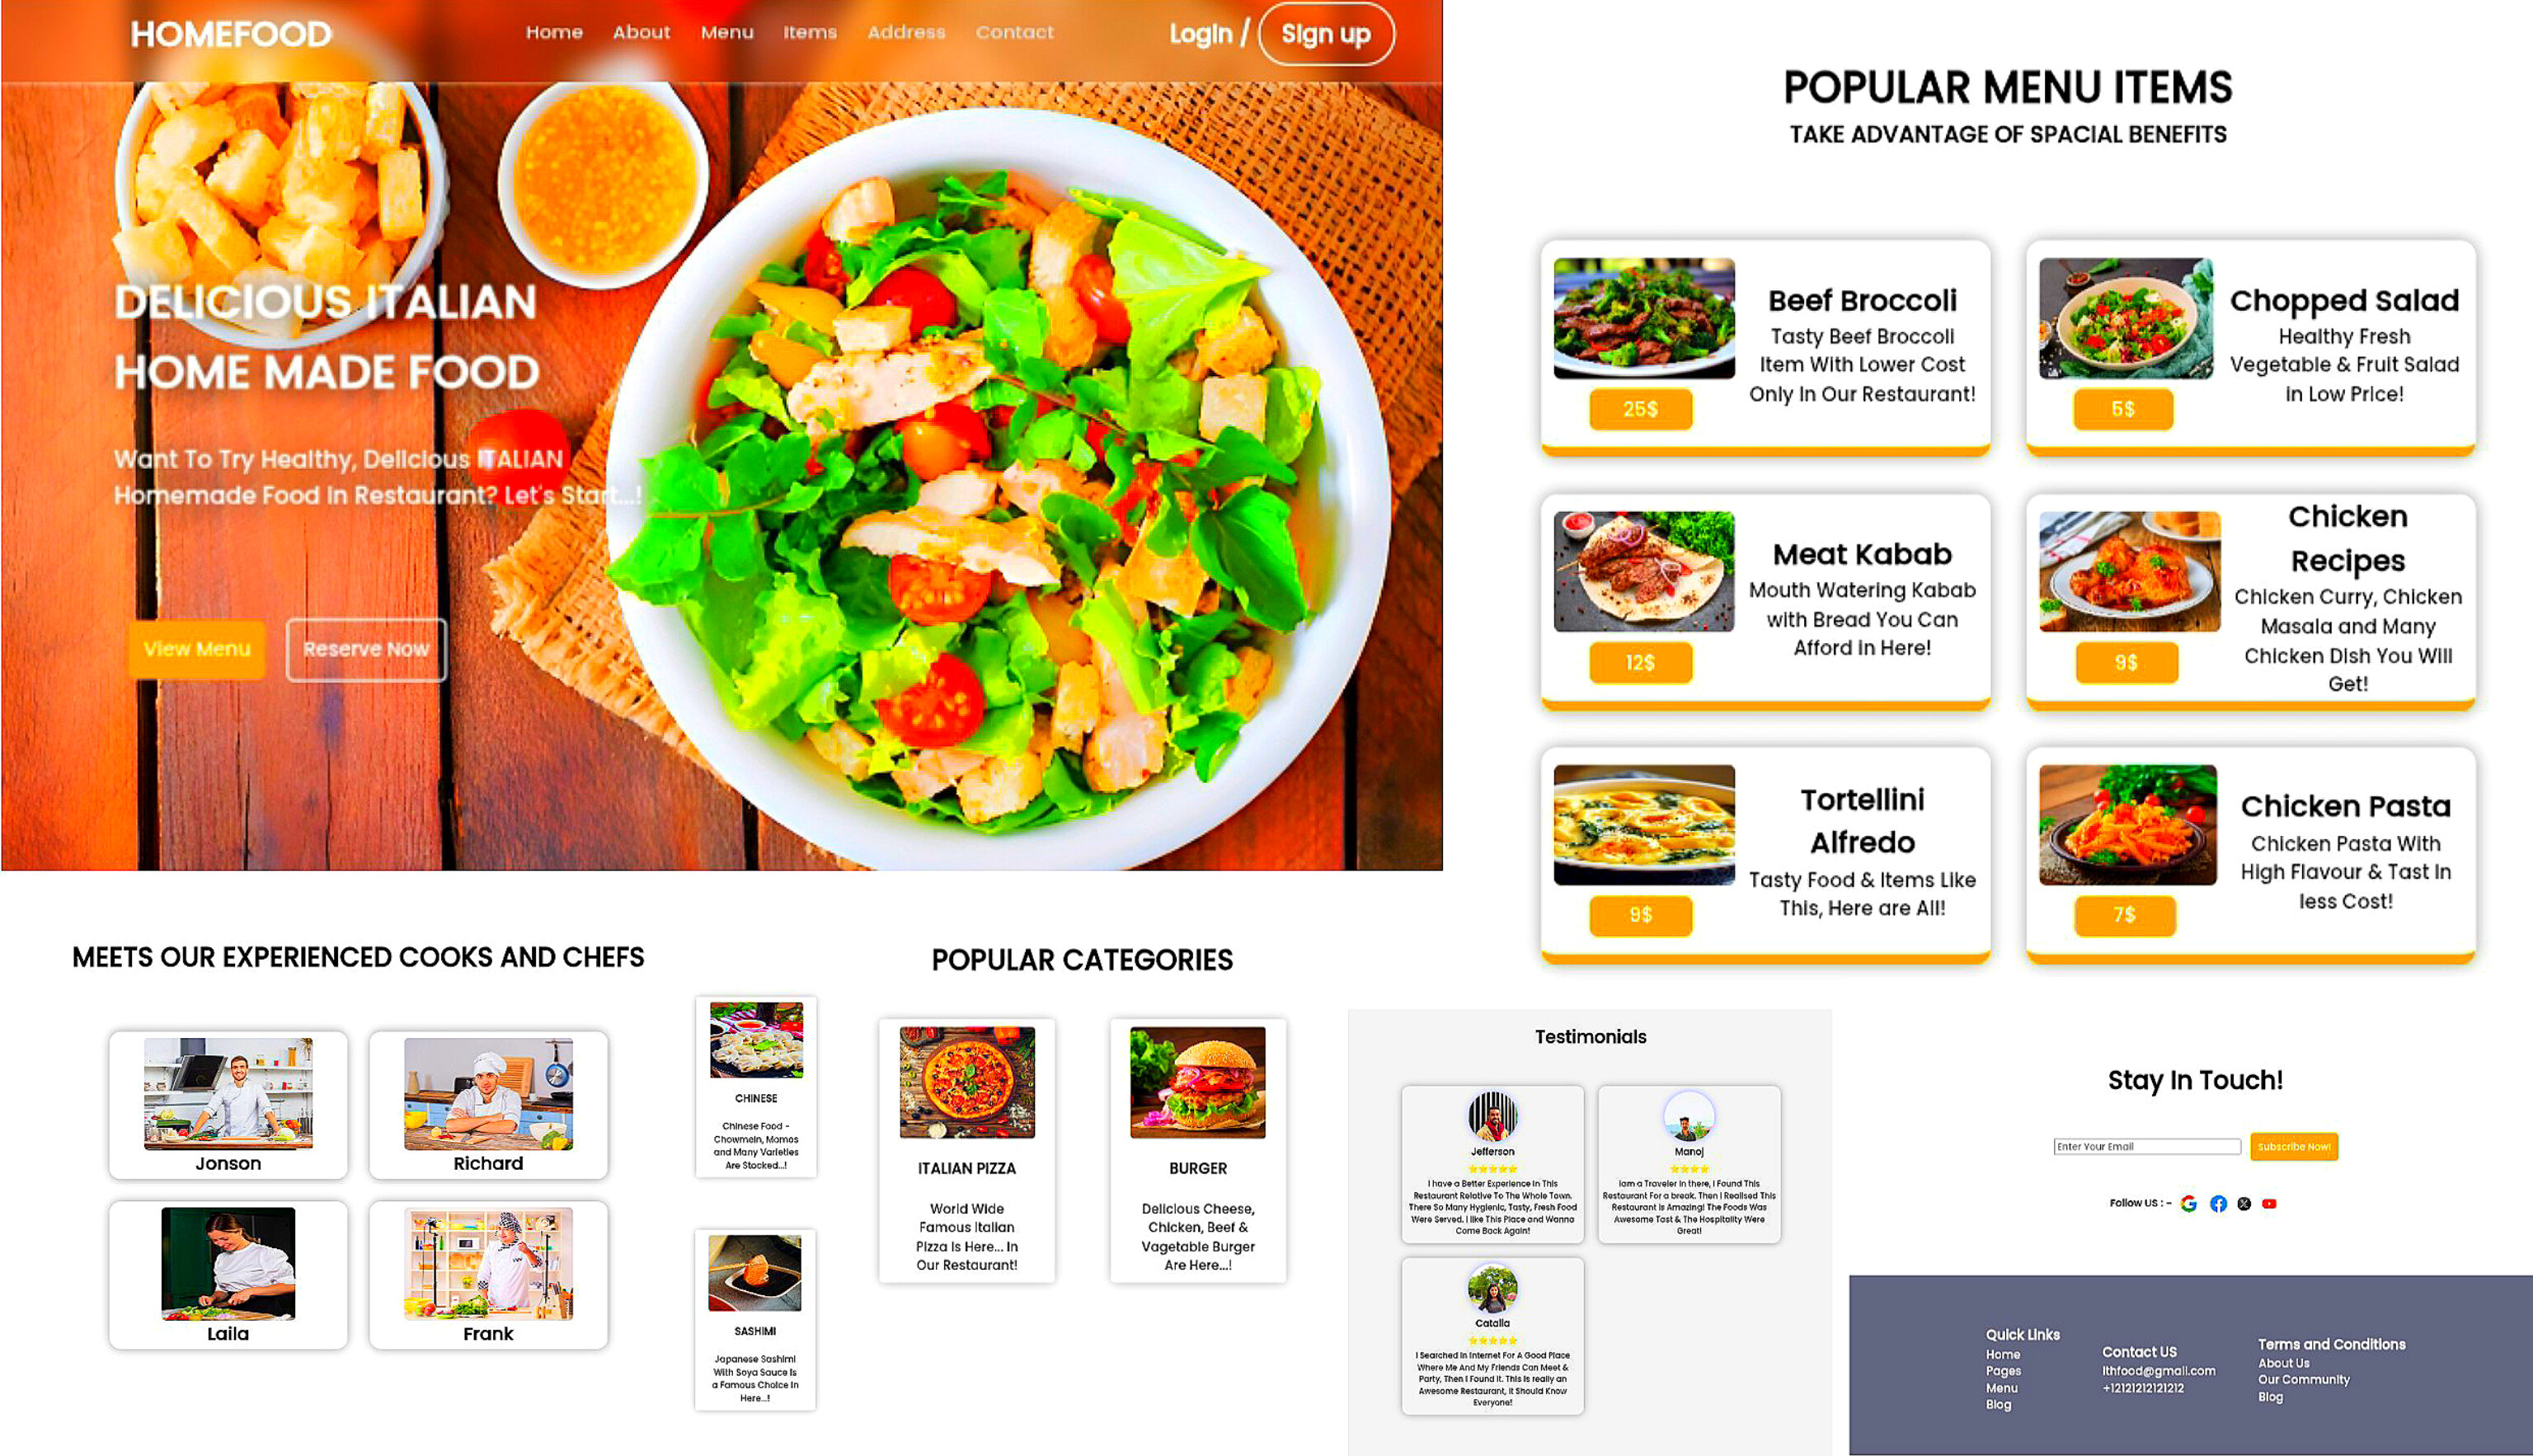 HOMEFOOD
Home About Menu Items Address Contact
LogIn / Sign up
DELICIOUS ITALIAN
HOME MADE FOOD
Want To Try Healthy, Delicious ITALIAN
Homemade Food In Restaurant? Let's Start...!
View Menu
Reserve Now
POPULAR MENU ITEMS
TAKE ADVANTAGE OF SPACIAL BENEFITS
Beef Broccoli
Tasty Beef Broccoli
Item With Lower Cost
Only In Our Restaurant!
25$
Chopped Salad
Healthy Fresh
Vegetable & Fruit Salad
in Low Price!
5$
Meat Kabab
Mouth Watering Kabab
with Bread You Can
Afford In Here!
12$
Chicken
Recipes
Chicken Curry, Chicken
Masala and Many
Chicken Dish You Will
Get!
9$
Tortellini
Alfredo
Tasty Food & Items Like
This, Here are All!
9$
Chicken Pasta
Chicken Pasta With
High Flavour & Tast In
less Cost!
7$
MEETS OUR EXPERIENCED COOKS AND CHEFS
Jonson
Richard
Laila
Frank
POPULAR CATEGORIES
CHINESE
Chinese Food -
Chowmein, Momos
and Many Varieties
Are Stocked...!
SASHIMI
Japanese Sashimi
With Soya Sauce Is
a Famous Choice In
Here...!
ITALIAN PIZZA
World Wide
Famous Italian
Pizza Is Here... In
Our Restaurant!
BURGER
Delicious Cheese,
Chicken, Beef &
Vagetable Burger
Are Here...!
Testimonials
Jefferson
I have a Better Experience In This
Restaurant Relative To The Whole Town.
There So Many Hygienic, Tasty, Fresh Food
Were Served. I like This Place and Wanna
Come Back Again!
Manoj
Iam a Traveler In there, I Found This
Restaurant For a break. Then I Realised This
Restaurant Is Amazing! The Foods Was
Awesome Tast & The Hospitality Were
Great!
Catalia
I Searched In Internet For A Good Place
Where Me And My Friends Can Meet &
Party, Then I Found It. This Is really an
Awesome Restaurant, It Should Know
Everyone!
Stay In Touch!
Enter Your Email
Subscribe Now!
Follow US : -
Quick Links
Home
Pages
Menu
Blog
Contact US
Ithfood@gmail.com
+12121212121212
Terms and Conditions
About Us
Our Community
Blog